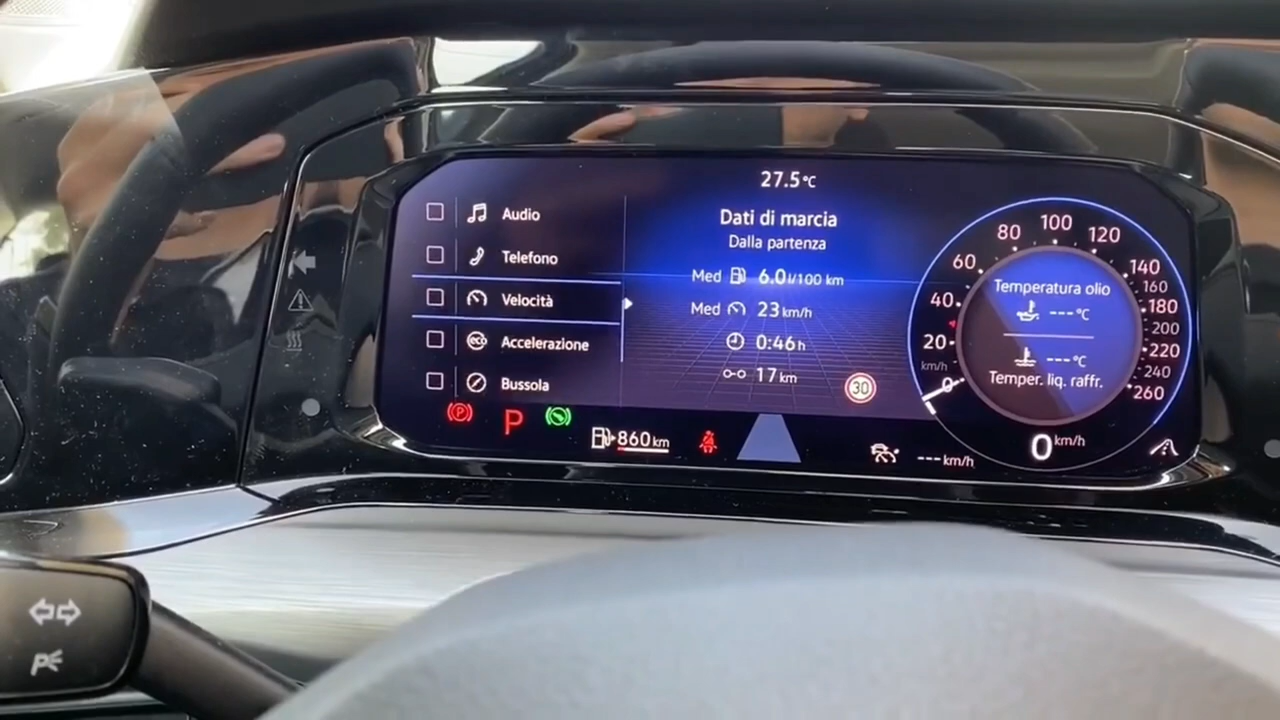 27.5°C
Audio
Telefono
Velocità
Accelerazione
Bussola
eco
Dati di marcia
Dalla partenza
Med 6.0 l/100 km
Med 23 km/h
0:46 h
17 km
30
P
P
860 km
--- km/h
0
20
40
60
80
100
120
140
160
180
200
220
240
260
km/h
Temperatura olio
--- °C
--- °C
Temper. liq. raffr.
0 km/h